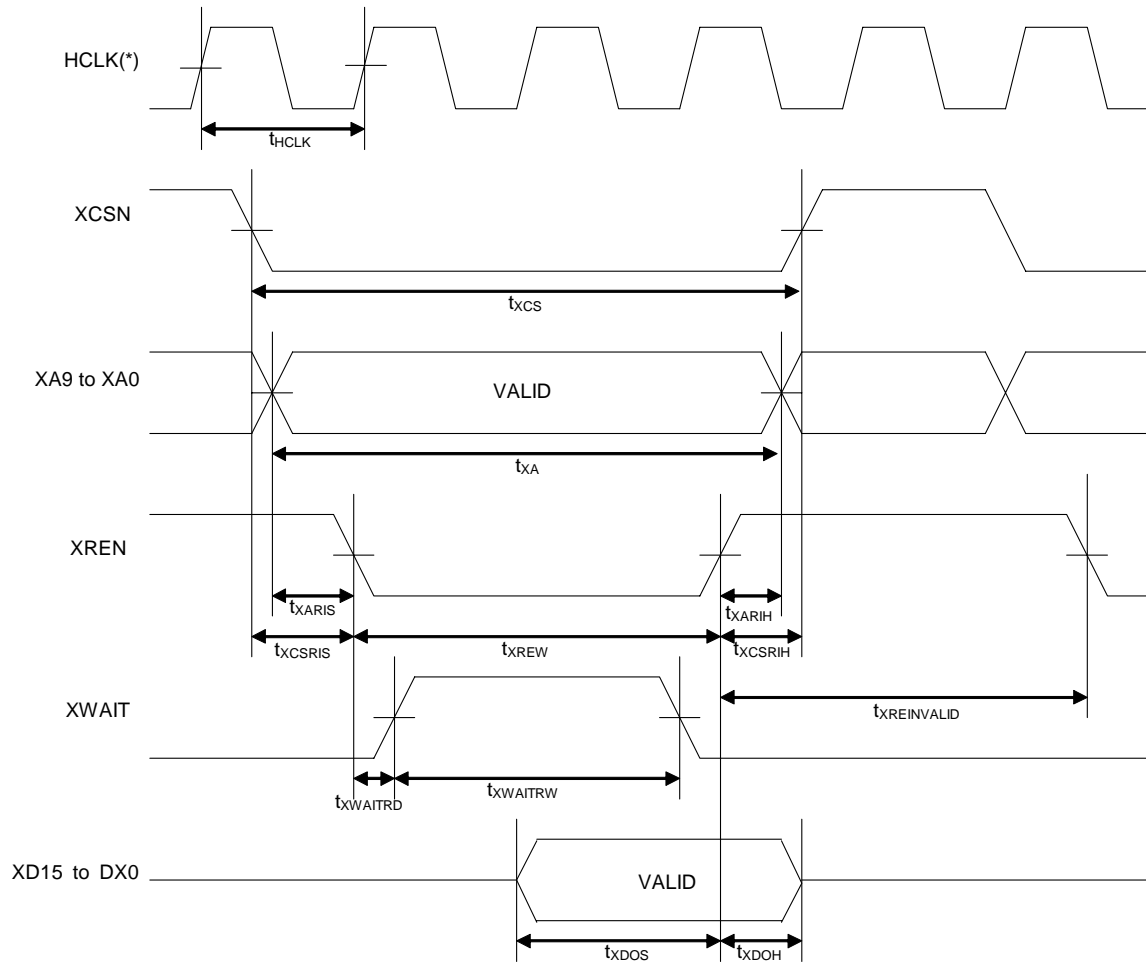 HCLK(*)
tHCLK
XCSN
tXCS
XA9 to XA0
VALID
tXA
XREN
tXARIS
tXARIH
tXCSRIS
tXREW
tXCSRIH
XWAIT
tXREINVALID
tXWAITRD
tXWAITRW
XD15 to DX0
VALID
tXDOS
tXDOH